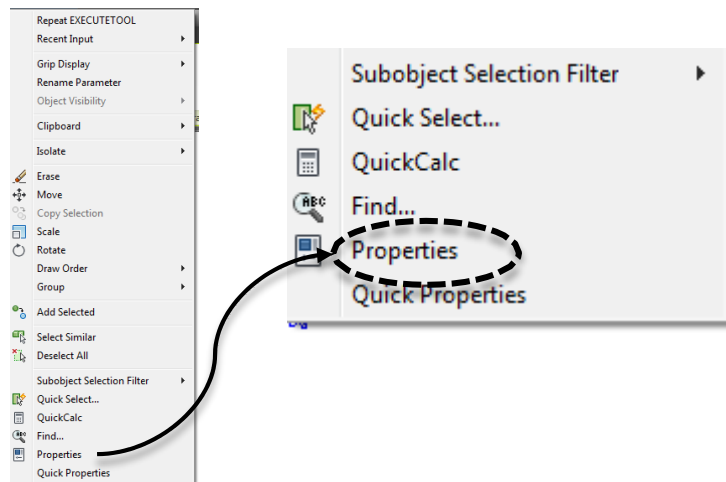 Repeat EXECUTETOOL
Recent Input
Grip Display
Rename Parameter
Object Visibility
Clipboard
Isolate
Erase
Move
Copy Selection
Scale
Rotate
Draw Order
Group
Add Selected
Select Similar
Deselect All
Subobject Selection Filter
Quick Select...
QuickCalc
ABC Find...
Properties
Quick Properties
Subobject Selection Filter
Quick Select...
QuickCalc
ABC Find...
Properties
Quick Properties